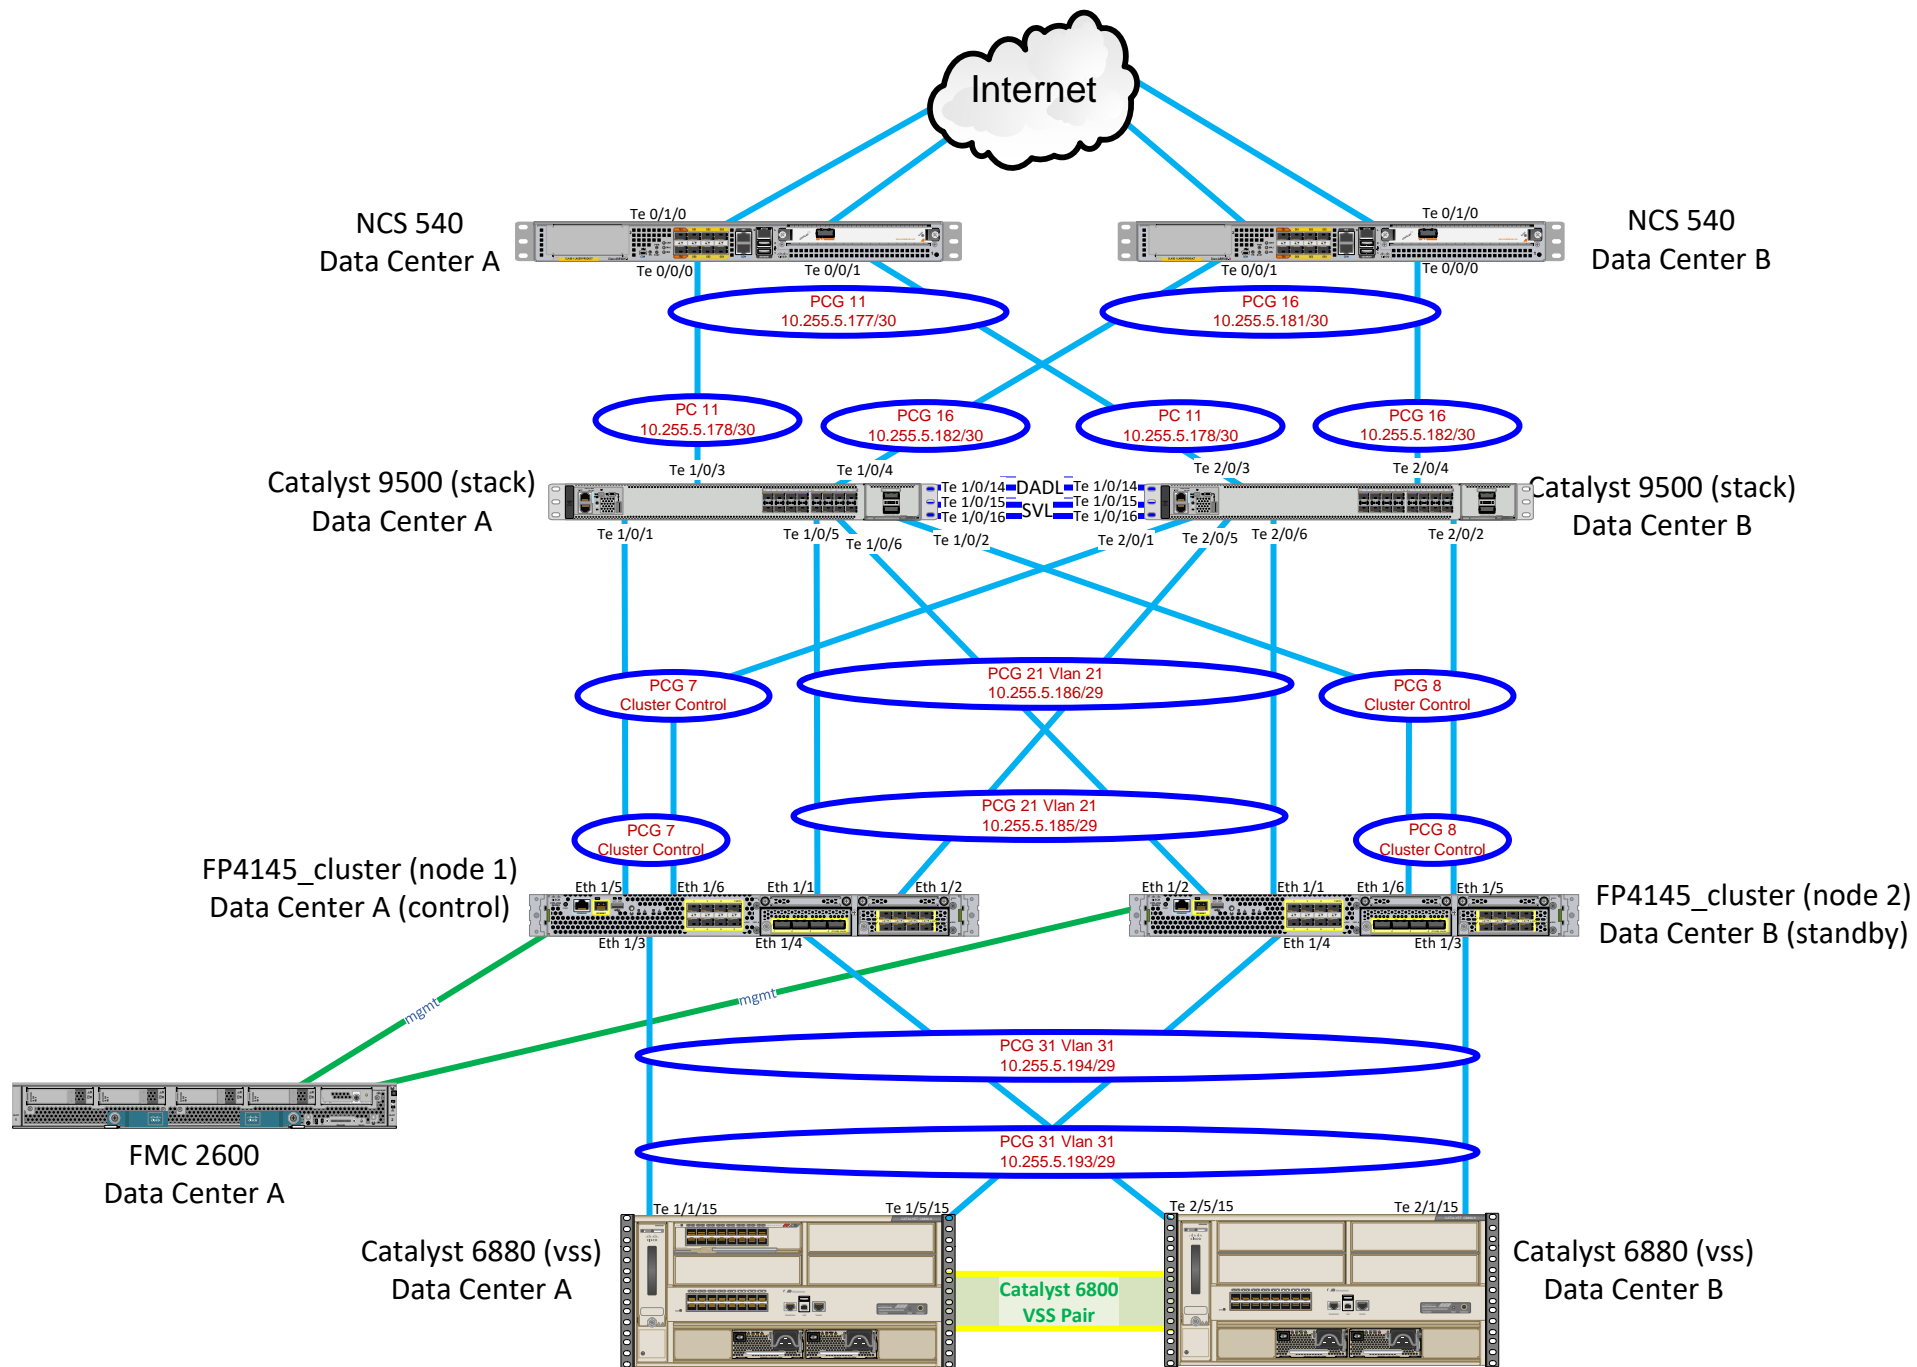 Internet
NCS 540
Data Center A
Te 0/1/0
Te 0/0/0
Te 0/0/1
Te 0/1/0
Te 0/0/1
Te 0/0/0
NCS 540
Data Center B
PCG 11
10.255.5.177/30
PCG 16
10.255.5.181/30
PC 11
10.255.5.178/30
PCG 16
10.255.5.182/30
PC 11
10.255.5.178/30
PCG 16
10.255.5.182/30
Catalyst 9500 (stack)
Data Center A
Te 1/0/3
Te 1/0/4
Te 2/0/3
Te 2/0/4
Te 1/0/14
DADL
Te 1/0/14
Te 1/0/15
Te 1/0/15
Te 1/0/16
SVL
Te 1/0/16
Catalyst 9500 (stack)
Data Center B
Te 1/0/1
Te 1/0/5
Te 1/0/6
Te 1/0/2
Te 2/0/1
Te 2/0/5
Te 2/0/6
Te 2/0/2
PCG 7
Cluster Control
PCG 21 Vlan 21
10.255.5.186/29
PCG 8
Cluster Control
PCG 21 Vlan 21
10.255.5.185/29
PCG 7
Cluster Control
PCG 8
Cluster Control
FP4145_cluster (node 1)
Data Center A (control)
Eth 1/5
Eth 1/6
Eth 1/1
Eth 1/2
Eth 1/3
Eth 1/4
Eth 1/2
Eth 1/1
Eth 1/6
Eth 1/5
Eth 1/4
Eth 1/3
FP4145_cluster (node 2)
Data Center B (standby)
mgmt
mgmt
PCG 31 Vlan 31
10.255.5.194/29
FMC 2600
Data Center A
PCG 31 Vlan 31
10.255.5.193/29
Te 1/1/15
Te 1/5/15
Te 2/5/15
Te 2/1/15
Catalyst 6880 (vss)
Data Center A
Catalyst 6800
VSS Pair
Catalyst 6880 (vss)
Data Center B